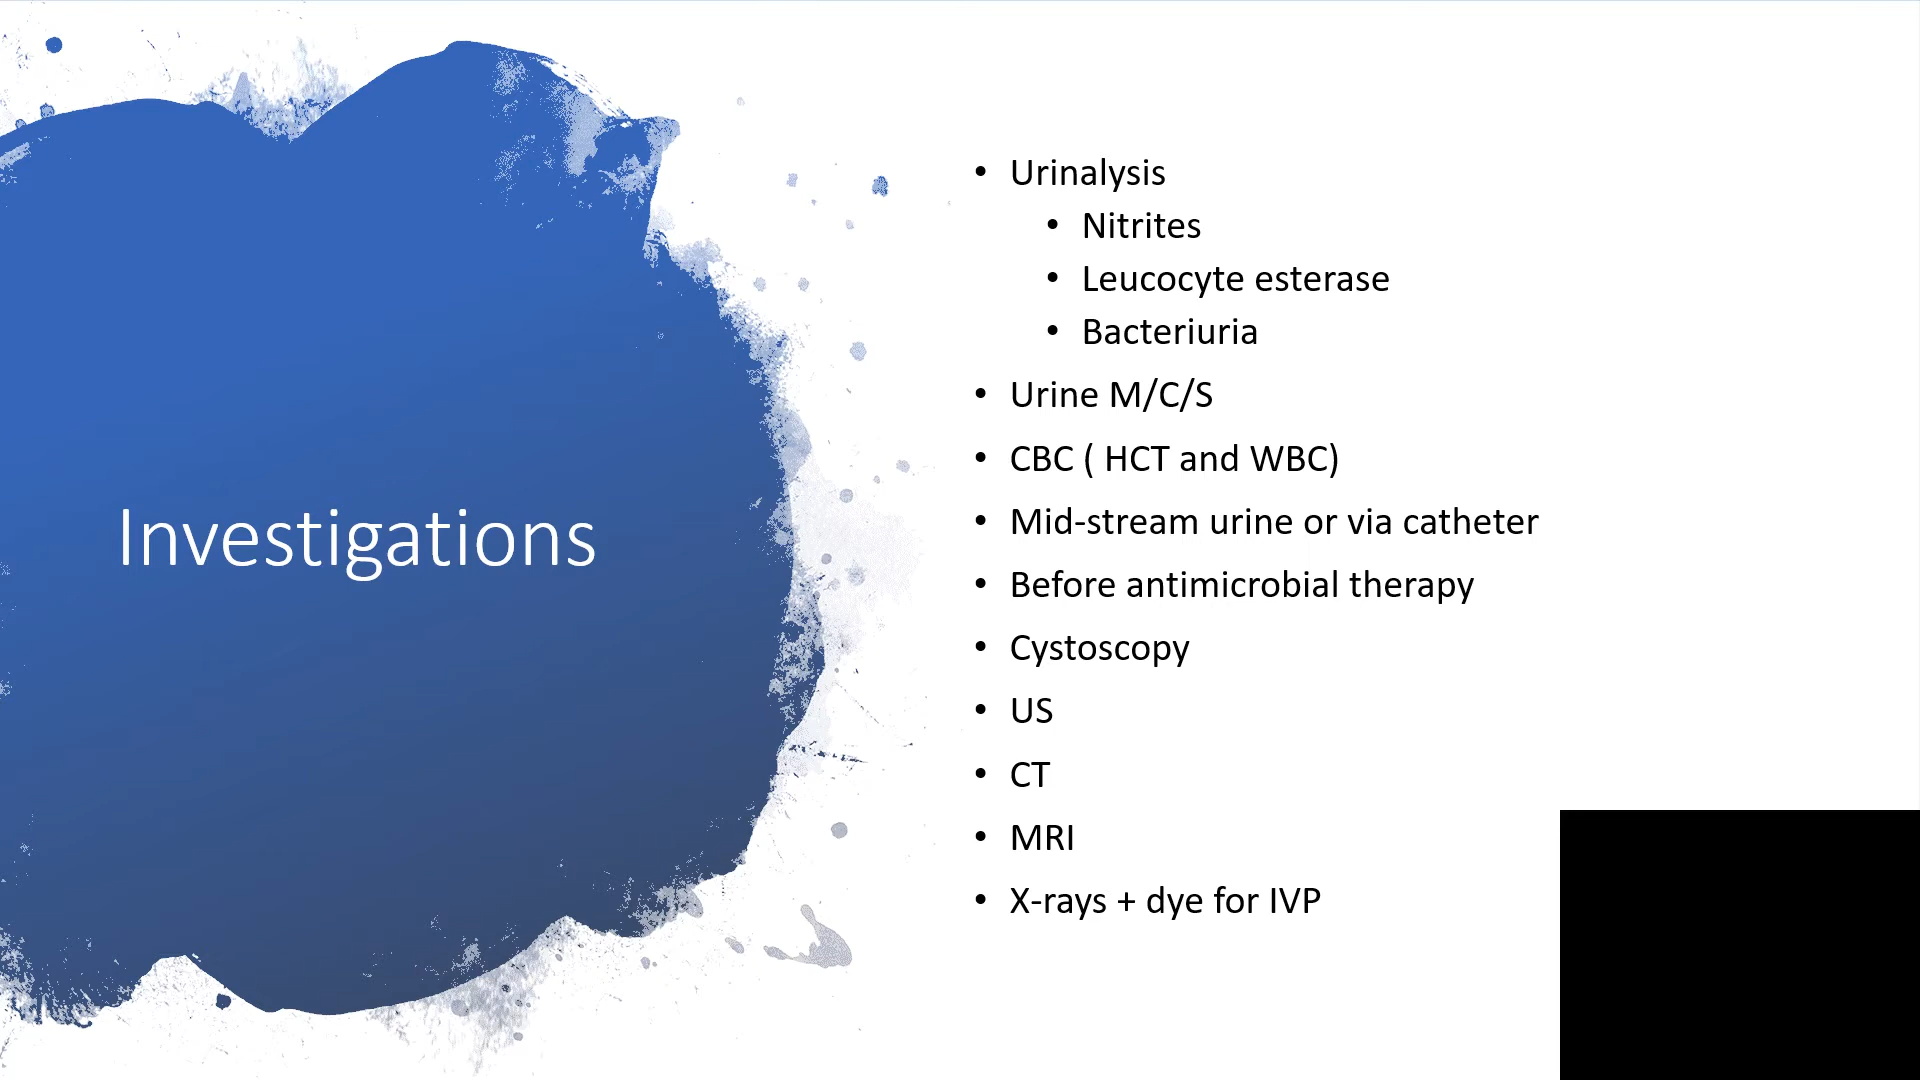 Investigations
• Urinalysis
• Nitrites
• Leucocyte esterase
• Bacteriuria
• Urine M/C/S
• CBC ( HCT and WBC)
• Mid-stream urine or via catheter
• Before antimicrobial therapy
• Cystoscopy
• US
• CT
• MRI
• X-rays + dye for IVP